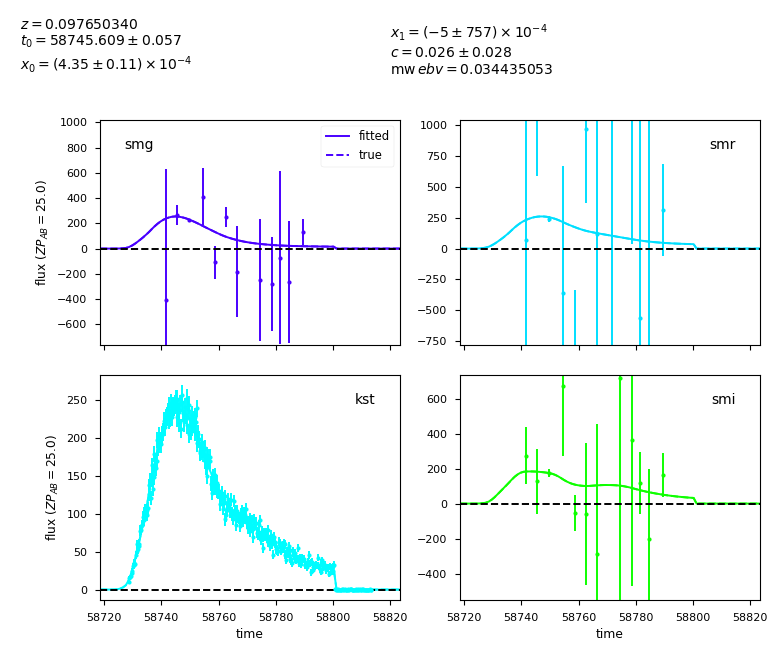 z = 0.097650340
t₀ = 58745.609 ± 0.057
x₀ = (4.35 ± 0.11) × 10⁻⁴
x₁ = (−5 ± 757) × 10⁻⁴
c = 0.026 ± 0.028
mw ebv = 0.034435053
smg
fitted
true
1000
800
600
400
200
0
−200
−400
−600
flux (ZP_AB = 25.0)
smr
1000
750
500
250
0
−250
−500
−750
kst
250
200
150
100
50
0
flux (ZP_AB = 25.0)
58720 58740 58760 58780 58800 58820
time
smi
600
400
200
0
−200
−400
58720 58740 58760 58780 58800 58820
time